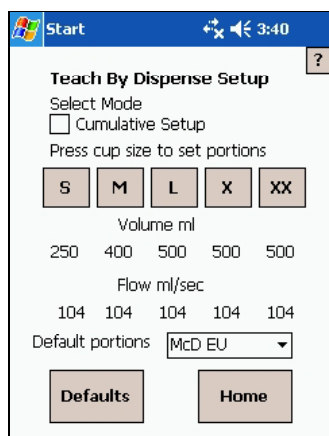 Start 3:40
?
Teach By Dispense Setup
Select Mode
Cumulative Setup
Press cup size to set portions
S M L X XX
Volume ml
250 400 500 500 500
Flow ml/sec
104 104 104 104 104
Default portions McD EU
Defaults Home